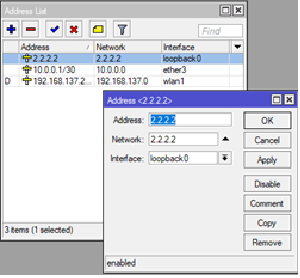 Address List
Find
Address Network Interface
2.2.2.2 2.2.2.2 loopback0
10.0.0.1/30 10.0.0.0 ether3
D 192.168.137.2... 192.168.137.0 wlan1
3 items (1 selected)
Address <2.2.2.2>
Address: 2.2.2.2
Network: 2.2.2.2
Interface: loopback0
OK
Cancel
Apply
Disable
Comment
Copy
Remove
enabled